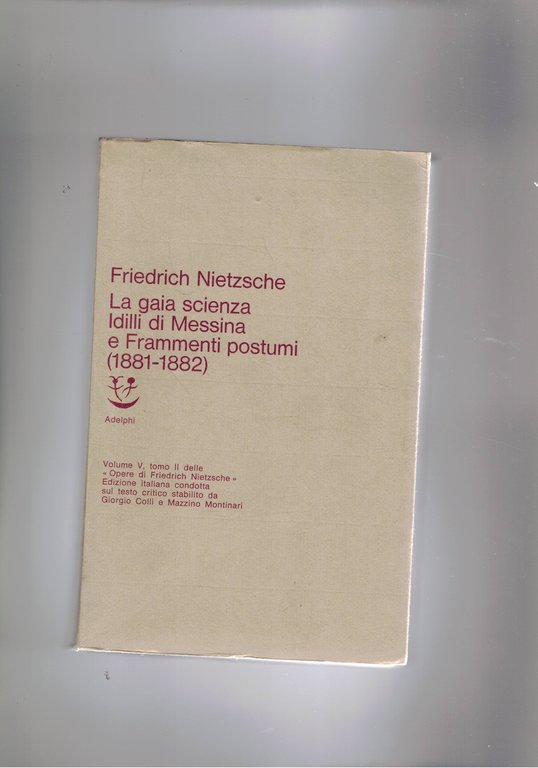 Friedrich Nietzsche
La gaia scienza
Idilli di Messina
e Frammenti postumi
(1881-1882)
Adelphi
Volume V, tomo II delle
« Opere di Friedrich Nietzsche »
Edizione italiana condotta
sul testo critico stabilito da
Giorgio Colli e Mazzino Montinari